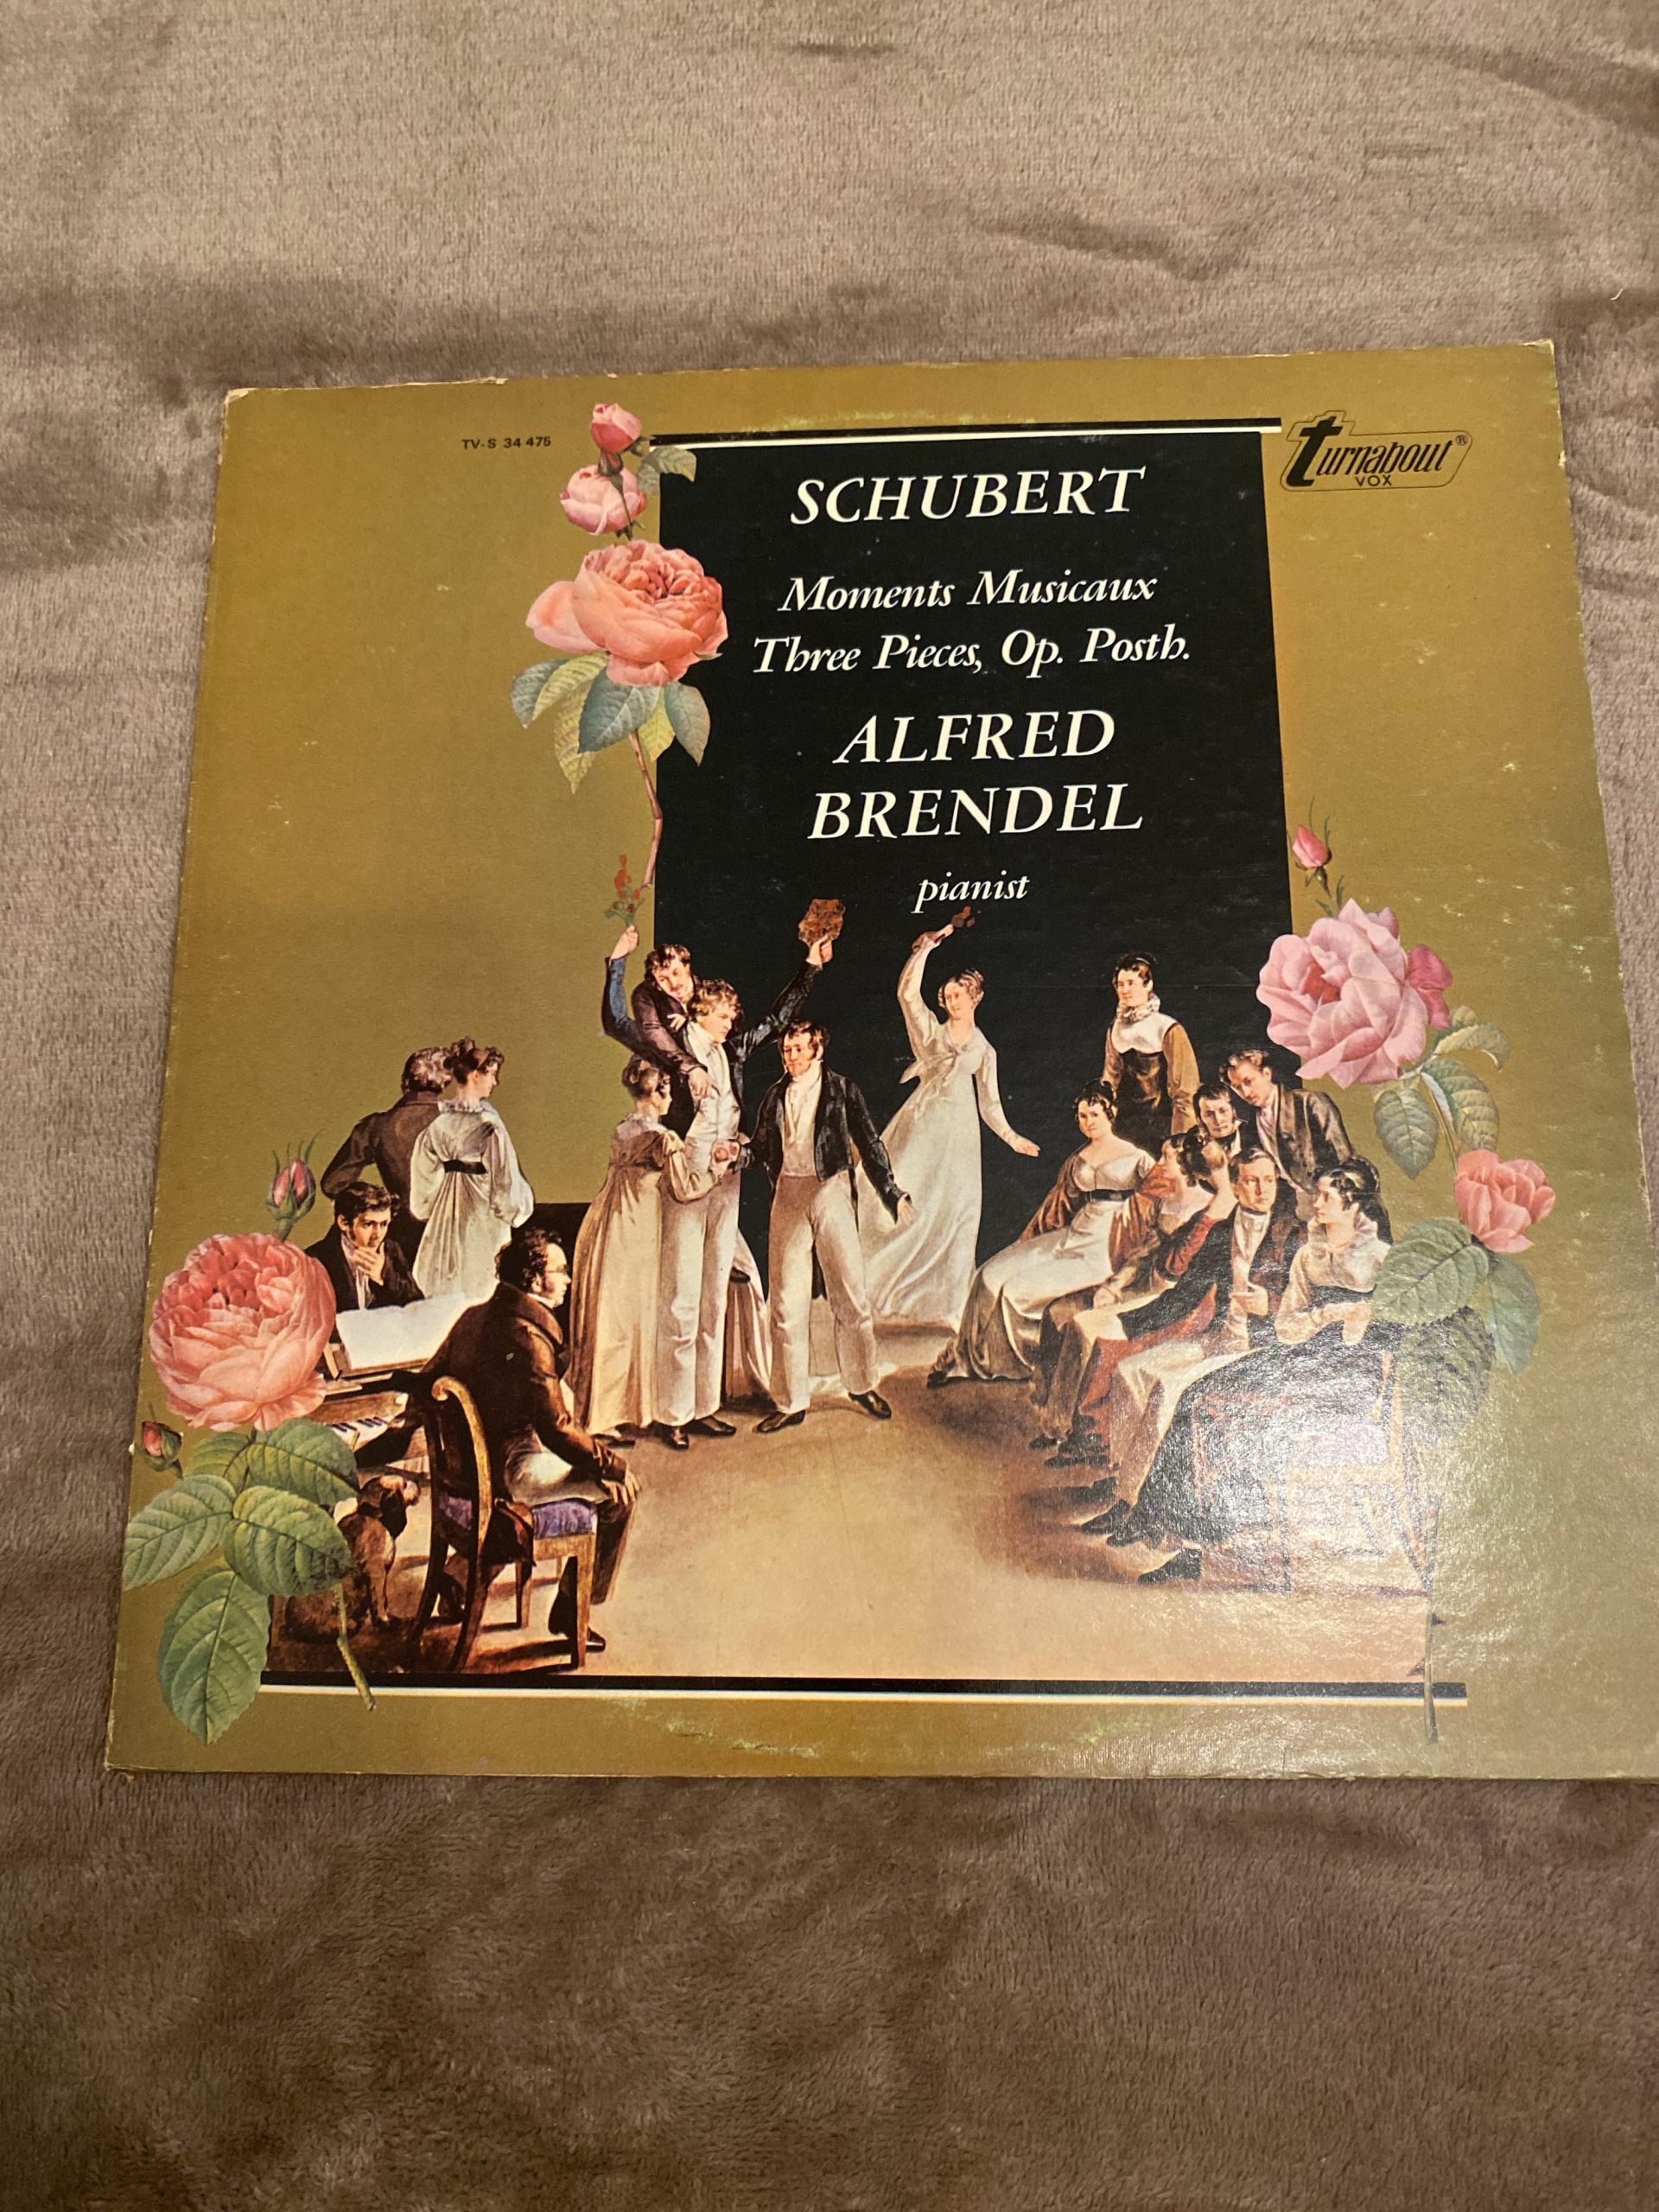 TV-S 34 475
turnabout®
VOX
SCHUBERT
Moments Musicaux
Three Pieces, Op. Posth.
ALFRED
BRENDEL
pianist